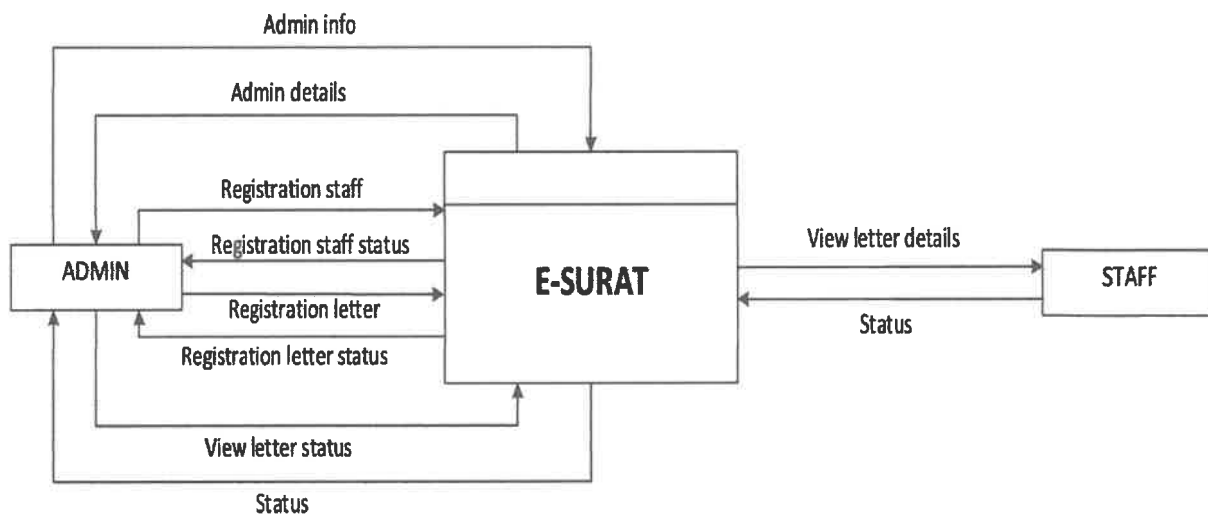 Admin info
Admin details
Registration staff
Registration staff status
ADMIN
Registration letter
Registration letter status
View letter status
Status
E-SURAT
View letter details
STAFF
Status